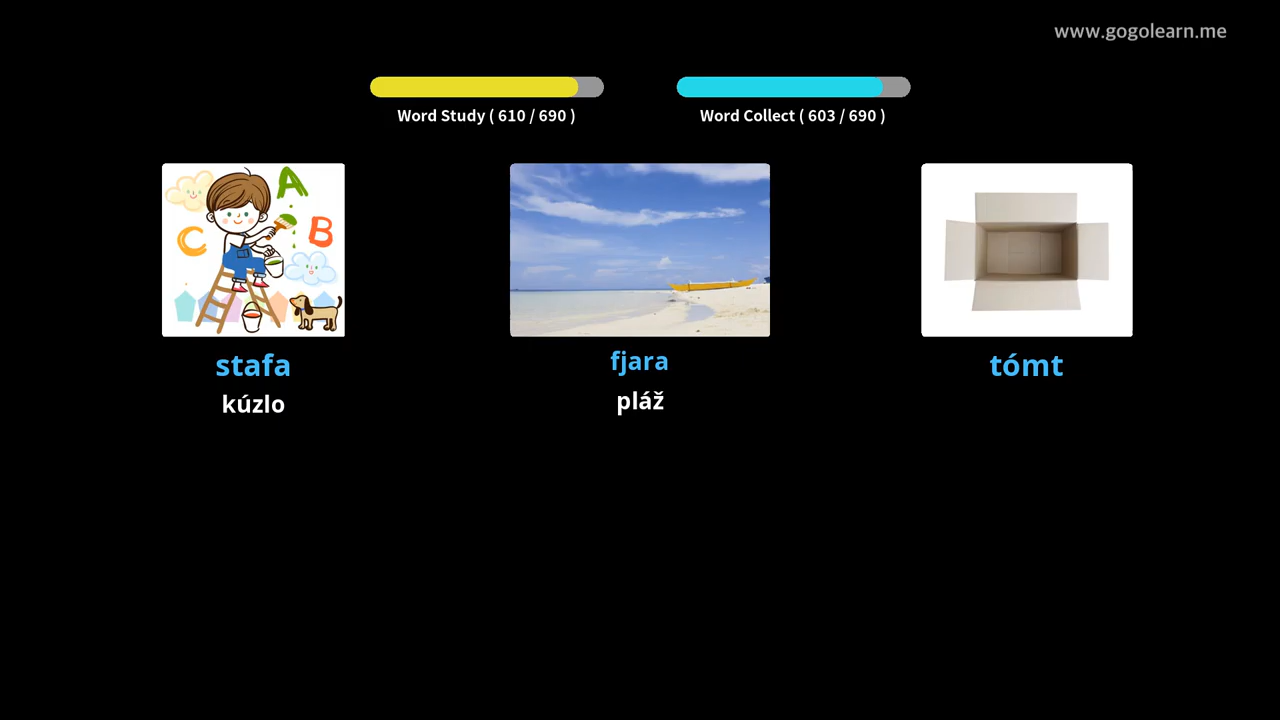 www.gogolearn.me
Word Study ( 610 / 690 )
Word Collect ( 603 / 690 )
A
B
C
stafa
kúzlo
fjara
pláž
tómt